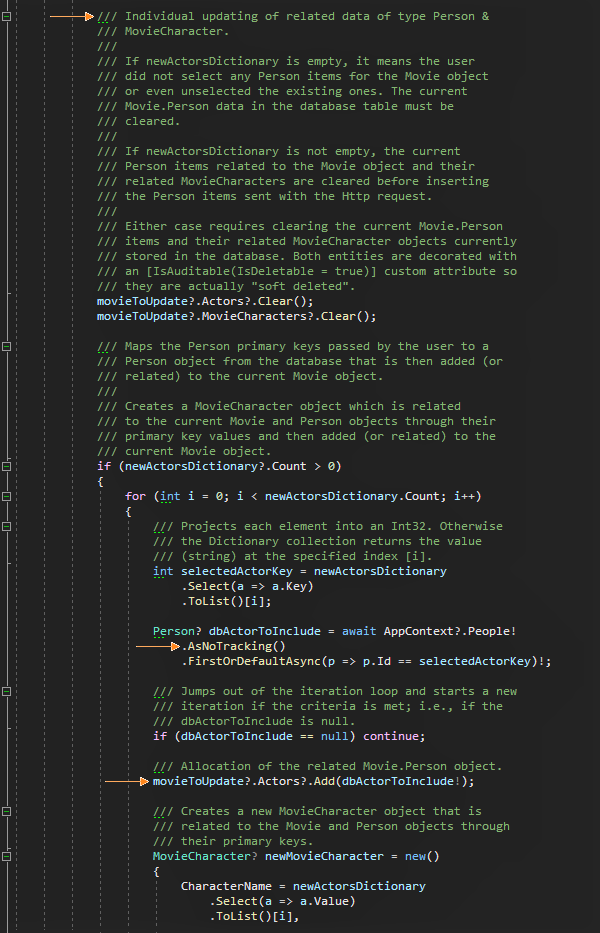 /// Individual updating of related data of type Person &
/// MovieCharacter.
///
/// If newActorsDictionary is empty, it means the user
/// did not select any Person items for the Movie object
/// or even unselected the existing ones. The current
/// Movie.Person data in the database table must be
/// cleared.
///
/// If newActorsDictionary is not empty, the current
/// Person items related to the Movie object and their
/// related MovieCharacters are cleared before inserting
/// the Person items sent with the Http request.
///
/// Either case requires clearing the current Movie.Person
/// items and their related MovieCharacter objects currently
/// stored in the database. Both entities are decorated with
/// an [IsAuditable(IsDeletable = true)] custom attribute so
/// they are actually "soft deleted".
movieToUpdate?.Actors?.Clear();
movieToUpdate?.MovieCharacters?.Clear();
/// Maps the Person primary keys passed by the user to a
/// Person object from the database that is then added (or
/// related) to the current Movie object.
///
/// Creates a MovieCharacter object which is related
/// to the current Movie and Person objects through their
/// primary key values and then added (or related) to the
/// current Movie object.
if (newActorsDictionary?.Count > 0)
{
for (int i = 0; i < newActorsDictionary.Count; i++)
{
/// Projects each element into an Int32. Otherwise
/// the Dictionary collection returns the value
/// (string) at the specified index [i].
int selectedActorKey = newActorsDictionary
.Select(a => a.Key)
.ToList()[i];
Person? dbActorToInclude = await AppContext?.People!
.AsNoTracking()
.FirstOrDefaultAsync(p => p.Id == selectedActorKey)!;
/// Jumps out of the iteration loop and starts a new
/// iteration if the criteria is met; i.e., if the
/// dbActorToInclude is null.
if (dbActorToInclude == null) continue;
/// Allocation of the related Movie.Person object.
movieToUpdate?.Actors?.Add(dbActorToInclude!);
/// Creates a new MovieCharacter object that is
/// related to the Movie and Person objects through
/// their primary keys.
MovieCharacter? newMovieCharacter = new()
{
CharacterName = newActorsDictionary
.Select(a => a.Value)
.ToList()[i],